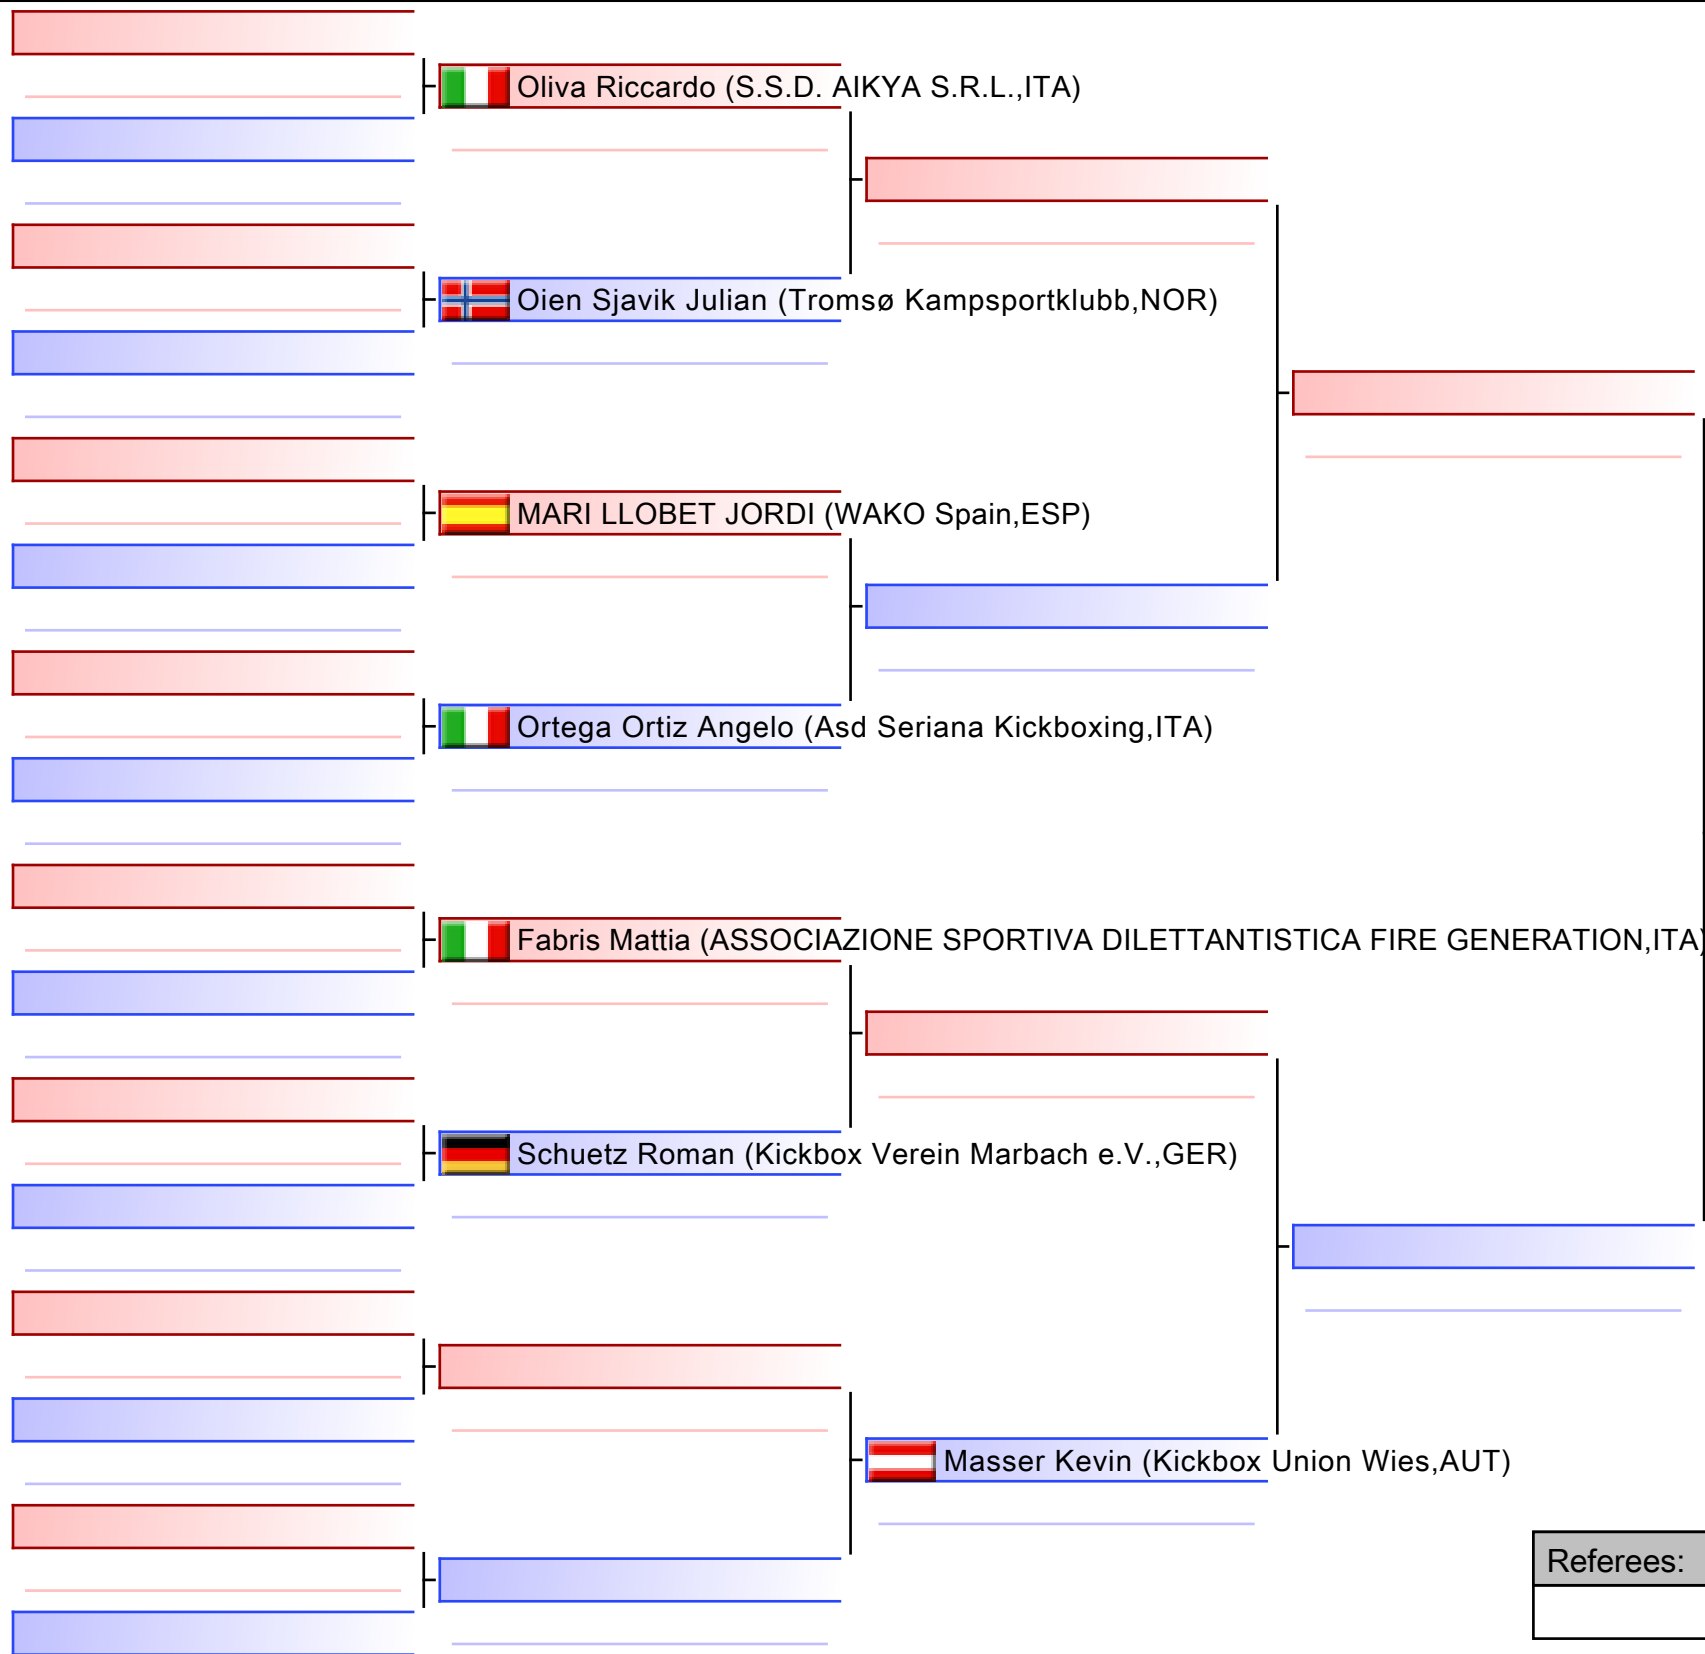 Oliva Riccardo (S.S.D. AIKYA S.R.L.,ITA)
Oien Sjavik Julian (Tromsø Kampsportklubb,NOR)
MARI LLOBET JORDI (WAKO Spain,ESP)
Ortega Ortiz Angelo (Asd Seriana Kickboxing,ITA)
Fabris Mattia (ASSOCIAZIONE SPORTIVA DILETTANTISTICA FIRE GENERATION,ITA)
Schuetz Roman (Kickbox Verein Marbach e.V.,GER)
Masser Kevin (Kickbox Union Wies,AUT)
Referees: